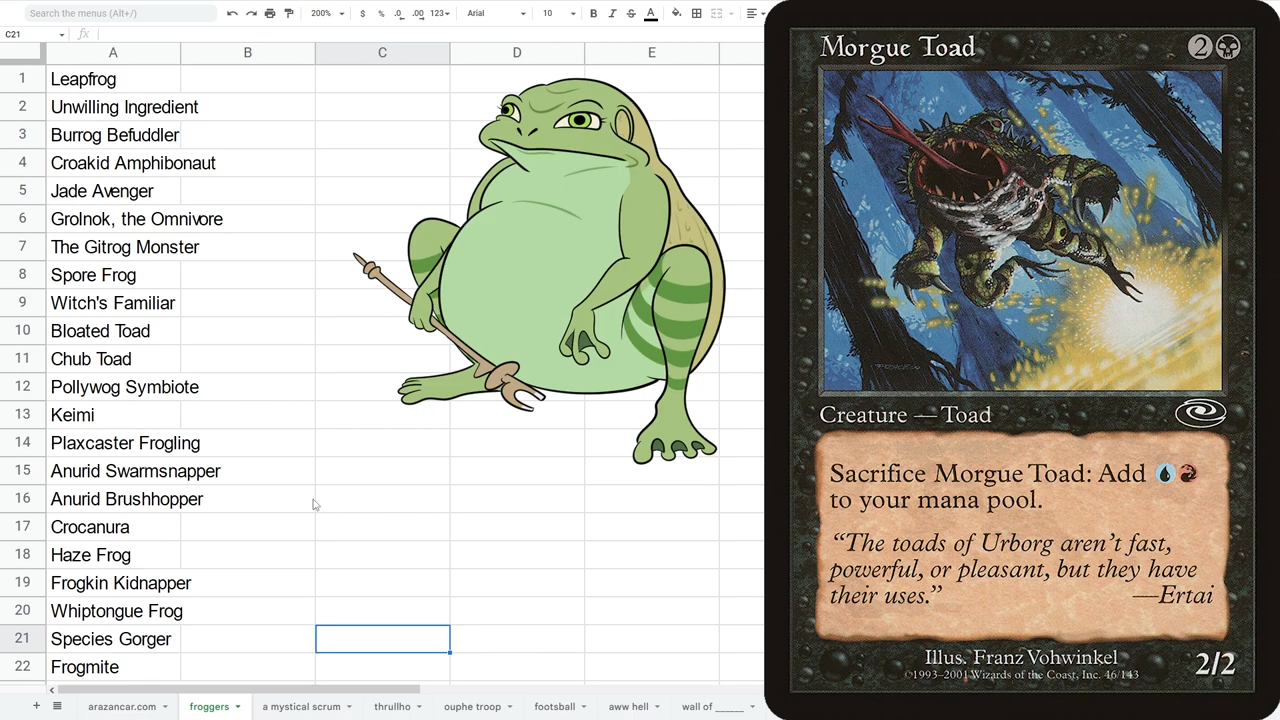 Search the menus (Alt+/)
200%
$ % .0 .00 123
Arial
10
B I S A
C21
fx
A B C D E
1 Leapfrog
2 Unwilling Ingredient
3 Burrog Befuddler
4 Croakid Amphibonaut
5 Jade Avenger
6 Grolnok, the Omnivore
7 The Gitrog Monster
8 Spore Frog
9 Witch's Familiar
10 Bloated Toad
11 Chub Toad
12 Pollywog Symbiote
13 Keimi
14 Plaxcaster Frogling
15 Anurid Swarmsnapper
16 Anurid Brushhopper
17 Crocanura
18 Haze Frog
19 Frogkin Kidnapper
20 Whiptongue Frog
21 Species Gorger
22 Frogmite
arazancar.com froggers a mystical scrum thrullho ouphe troop footsball aww hell wall of ______
Morgue Toad 2
Creature — Toad
Sacrifice Morgue Toad: Add
to your mana pool.
“The toads of Urborg aren’t fast,
powerful, or pleasant, but they have
their uses.” —Ertai
Illus. Franz Vohwinkel
©1993–2001 Wizards of the Coast, Inc. 46/143
2/2